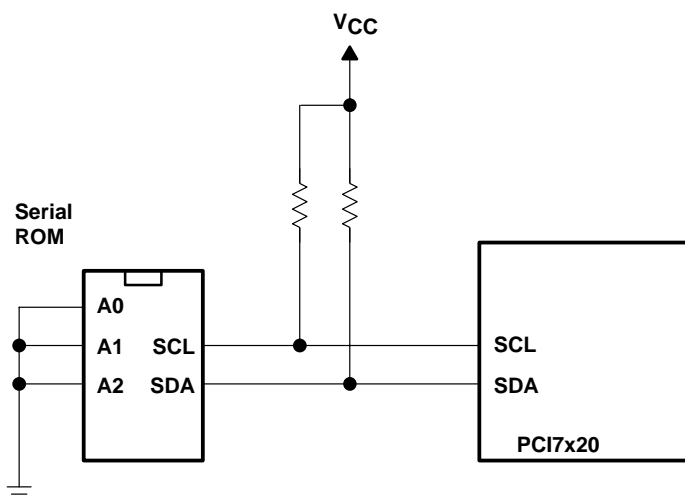 VCC
Serial
ROM
A0
A1 SCL
A2 SDA
SCL
SDA
PCI7x20